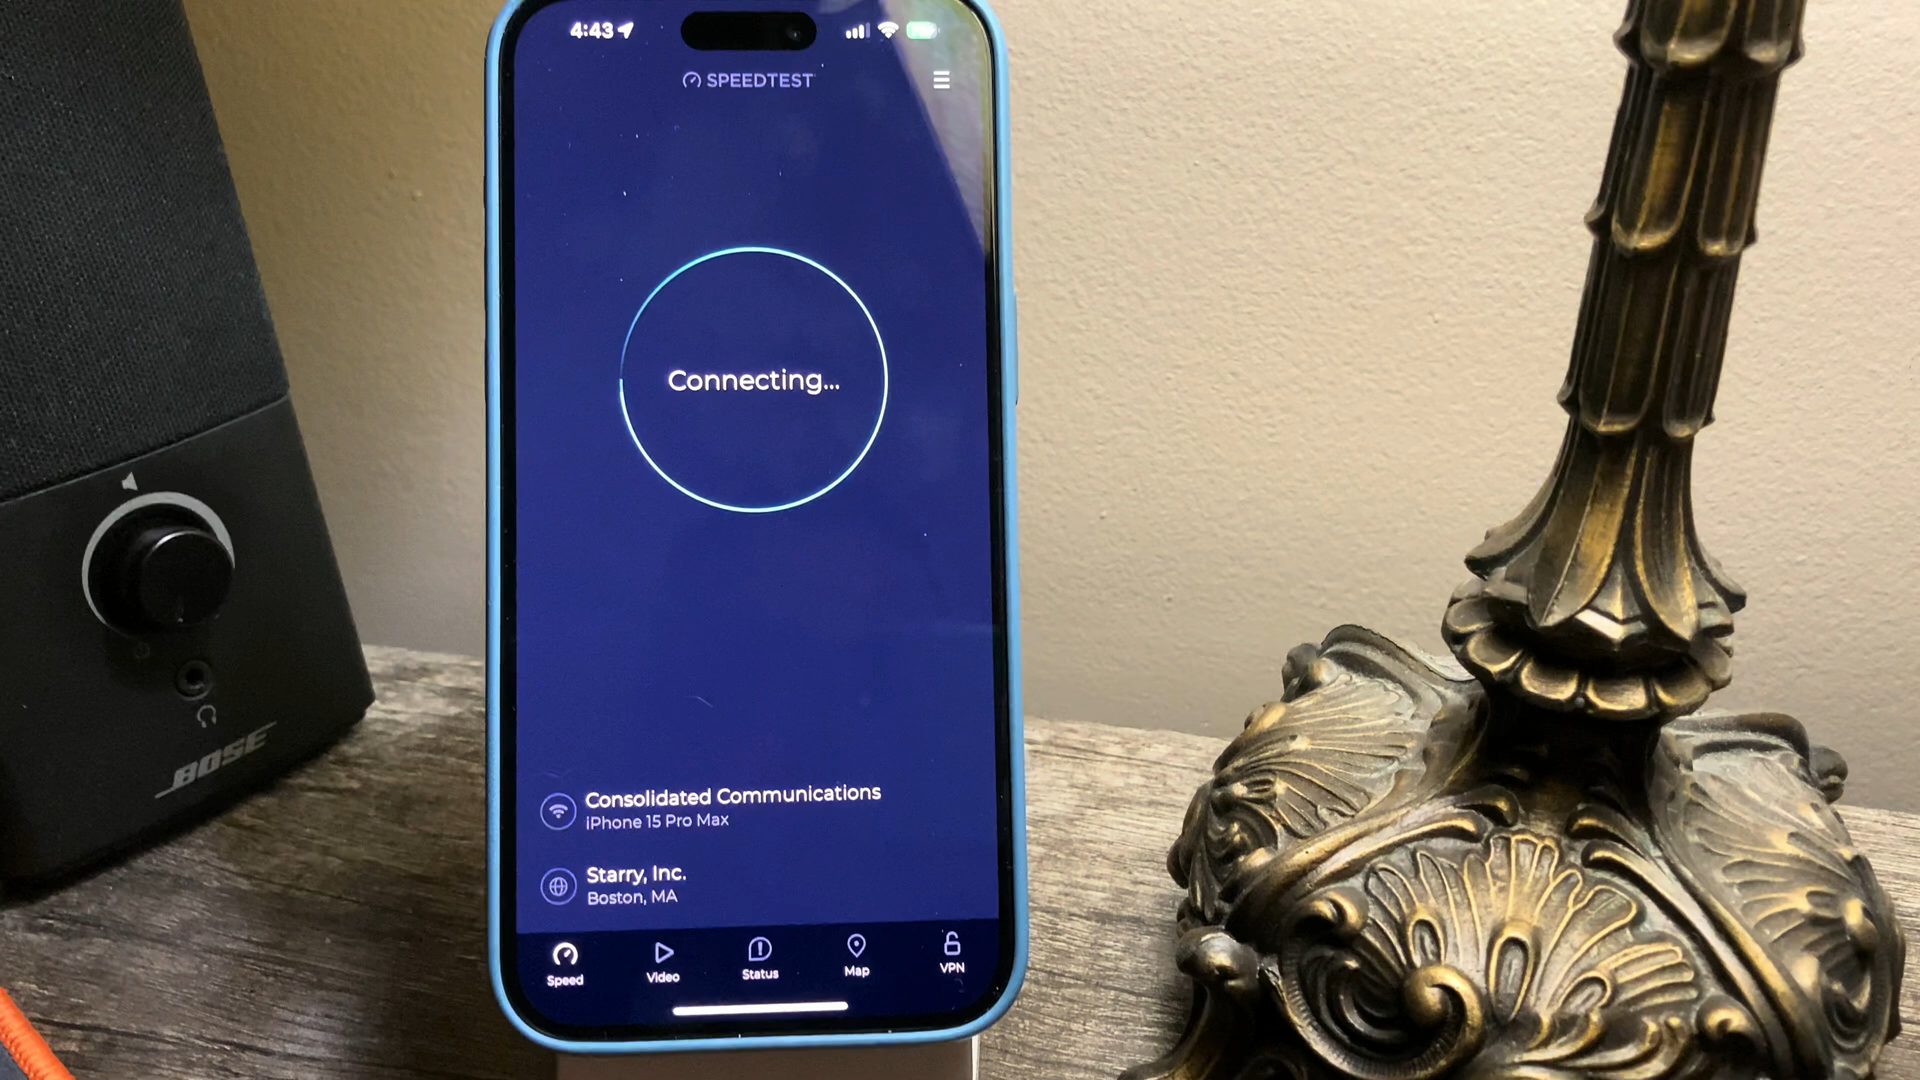 4:43
SPEEDTEST
Connecting...
Consolidated Communications
iPhone 15 Pro Max
Starry, Inc.
Boston, MA
Speed
Video
Status
Map
VPN
BOSE